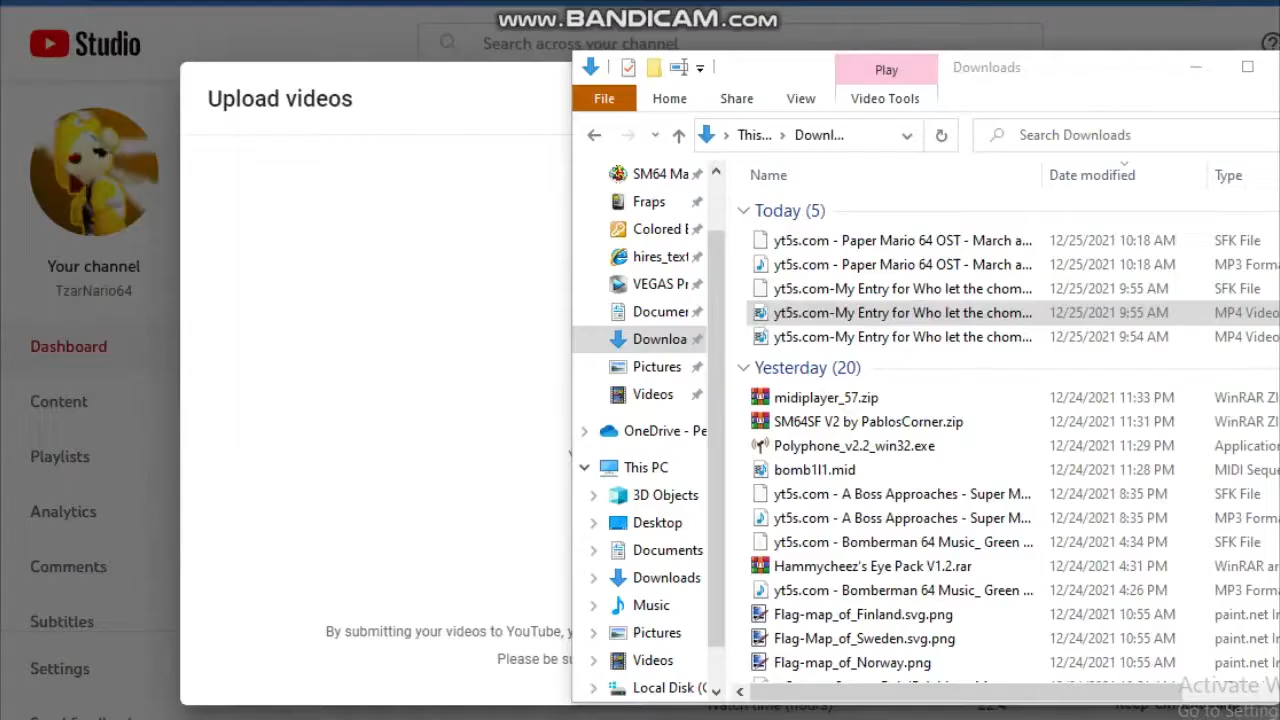 www.BANDICAM.com
Studio
Search across your channel
Upload videos
Play
Downloads
File
Home
Share
View
Video Tools
This...
Downl...
Search Downloads
Your channel
TzarNario64
Dashboard
Content
Playlists
Analytics
Comments
Subtitles
Settings
By submitting your videos to YouTube, y
Please be su
SM64 Ma
Fraps
Colored E
hires_text
VEGAS Pr
Documer
Downloa
Pictures
Videos
OneDrive - Pe
This PC
3D Objects
Desktop
Documents
Downloads
Music
Pictures
Videos
Local Disk (C
Name Date modified Type
Today (5)
yt5s.com - Paper Mario 64 OST - March a... 12/25/2021 10:18 AM SFK File
yt5s.com - Paper Mario 64 OST - March a... 12/25/2021 10:18 AM MP3 Forma
yt5s.com-My Entry for Who let the chom... 12/25/2021 9:55 AM SFK File
yt5s.com-My Entry for Who let the chom... 12/25/2021 9:55 AM MP4 Video
yt5s.com-My Entry for Who let the chom... 12/25/2021 9:54 AM MP4 Video
Yesterday (20)
midiplayer_57.zip 12/24/2021 11:33 PM WinRAR ZI
SM64SF V2 by PablosCorner.zip 12/24/2021 11:31 PM WinRAR ZI
Polyphone_v2.2_win32.exe 12/24/2021 11:29 PM Applicatio
bomb1l1.mid 12/24/2021 11:28 PM MIDI Sequ
yt5s.com - A Boss Approaches - Super M... 12/24/2021 8:35 PM SFK File
yt5s.com - A Boss Approaches - Super M... 12/24/2021 8:35 PM MP3 Forma
yt5s.com - Bomberman 64 Music_ Green ... 12/24/2021 4:34 PM SFK File
Hammycheez's Eye Pack V1.2.rar 12/24/2021 4:31 PM WinRAR ar
yt5s.com - Bomberman 64 Music_ Green ... 12/24/2021 4:26 PM MP3 Forma
Flag-map_of_Finland.svg.png 12/24/2021 10:55 AM paint.net I
Flag-Map_of_Sweden.svg.png 12/24/2021 10:55 AM paint.net I
Flag-map_of_Norway.png 12/24/2021 10:55 AM paint.net I
Activate W
Go to Setting